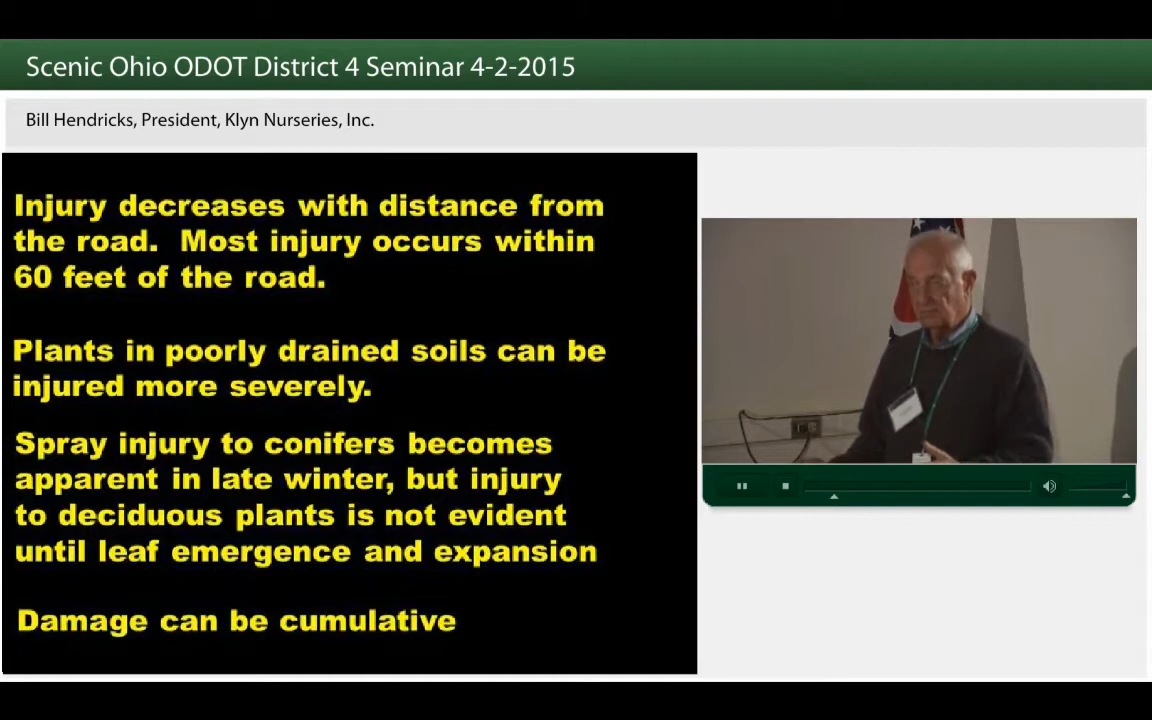 Scenic Ohio ODOT District 4 Seminar 4-2-2015
Bill Hendricks, President, Klyn Nurseries, Inc.
Injury decreases with distance from
the road. Most injury occurs within
60 feet of the road.
Plants in poorly drained soils can be
injured more severely.
Spray injury to conifers becomes
apparent in late winter, but injury
to deciduous plants is not evident
until leaf emergence and expansion
Damage can be cumulative